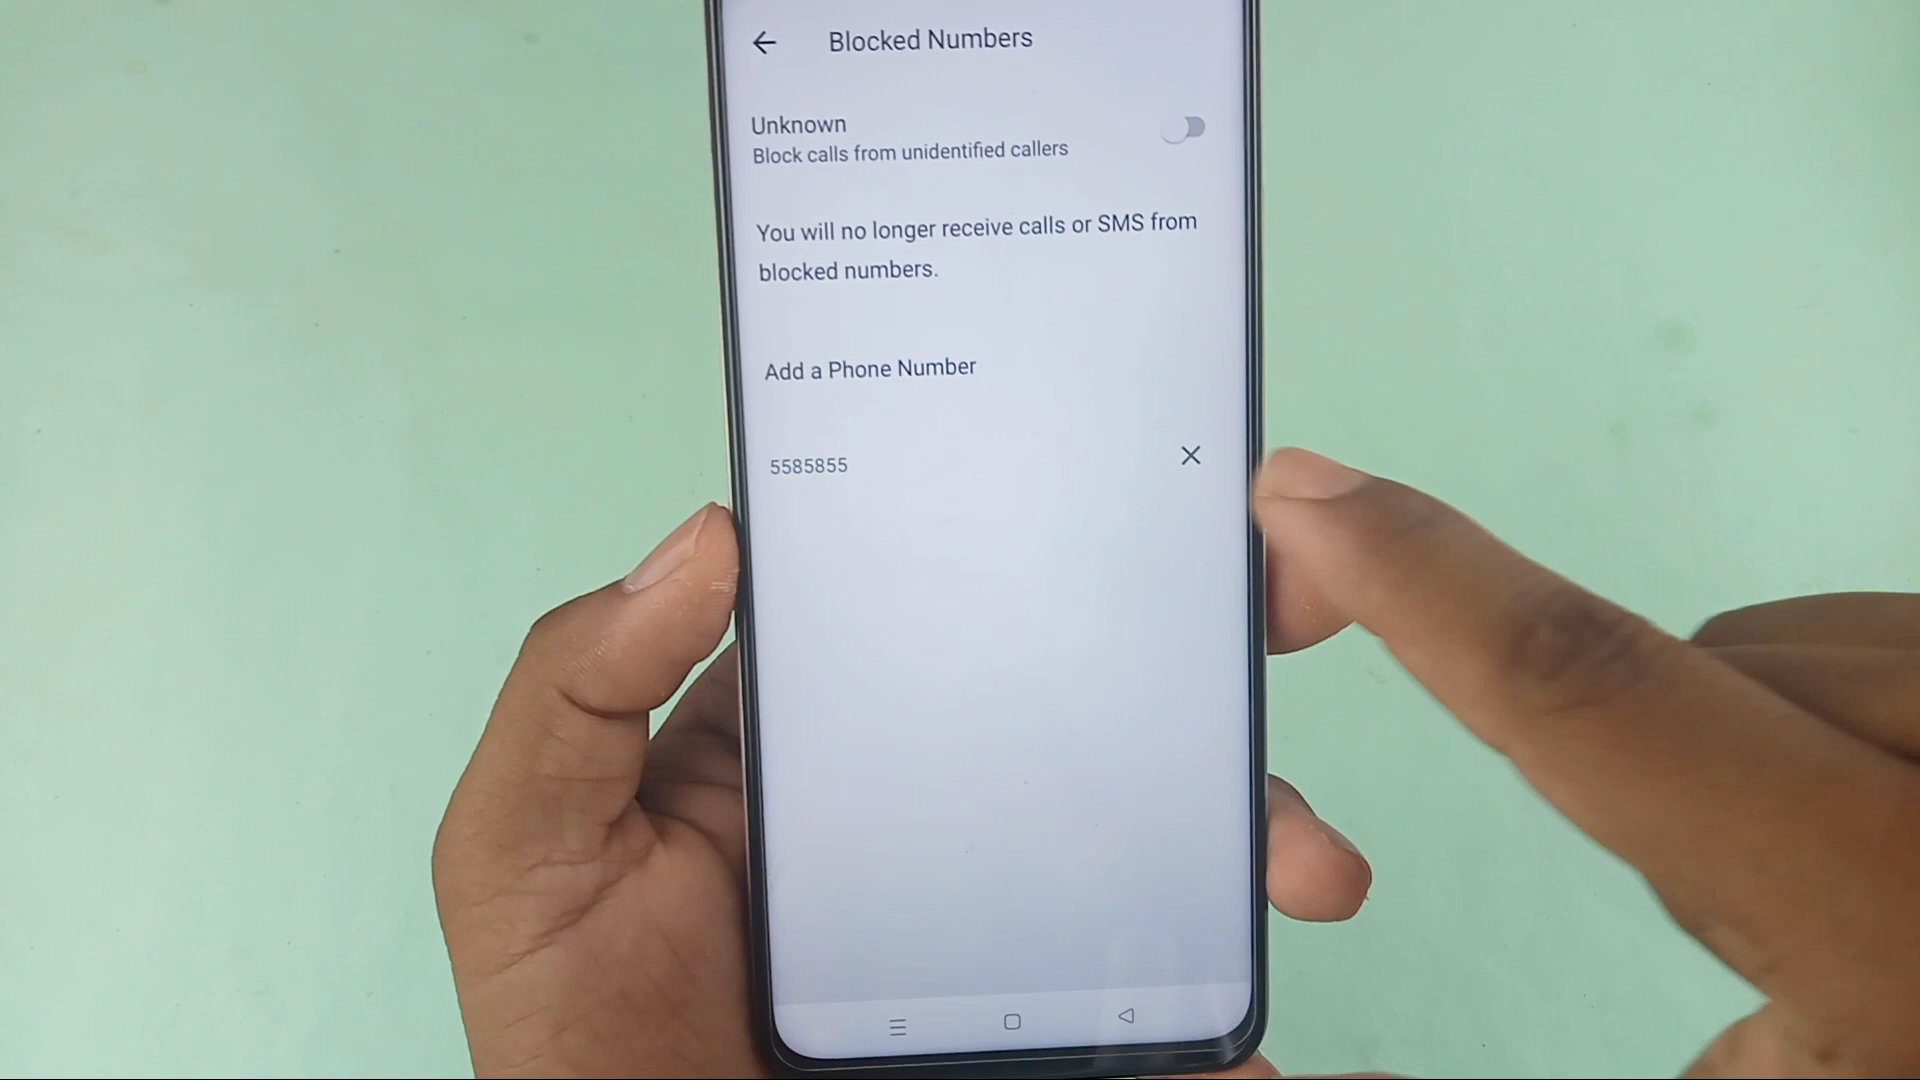 Blocked Numbers
Unknown
Block calls from unidentified callers
You will no longer receive calls or SMS from
blocked numbers.
Add a Phone Number
5585855